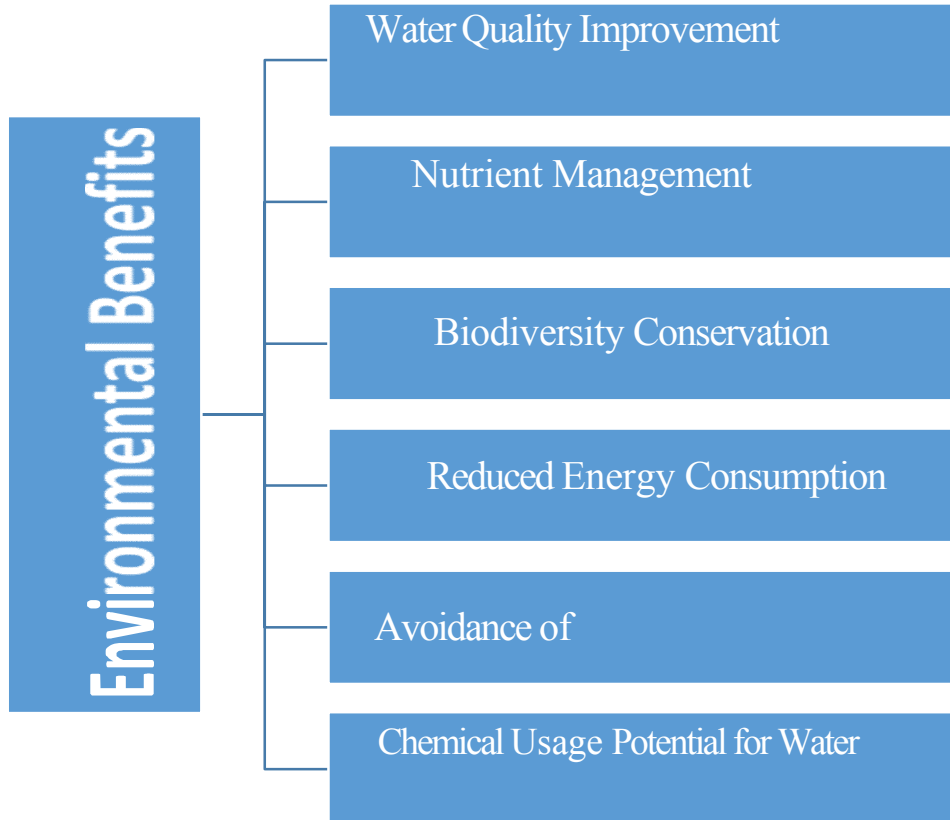 Environmental Benefits
Water Quality Improvement
Nutrient Management
Biodiversity Conservation
Reduced Energy Consumption
Avoidance of
Chemical Usage Potential for Water